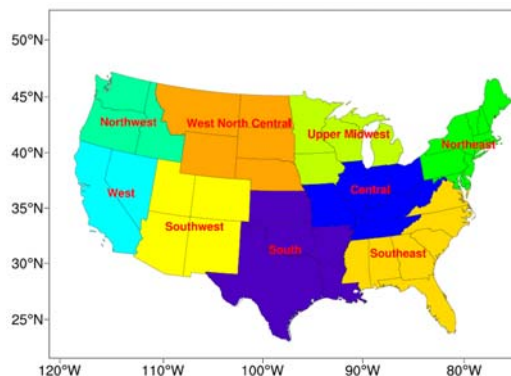 50°N
45°N
Northwest
West North Central
Upper Midwest
Northeast
40°N
West
Central
35°N
Southwest
South
Southeast
30°N
25°N
120°W
110°W
100°W
90°W
80°W